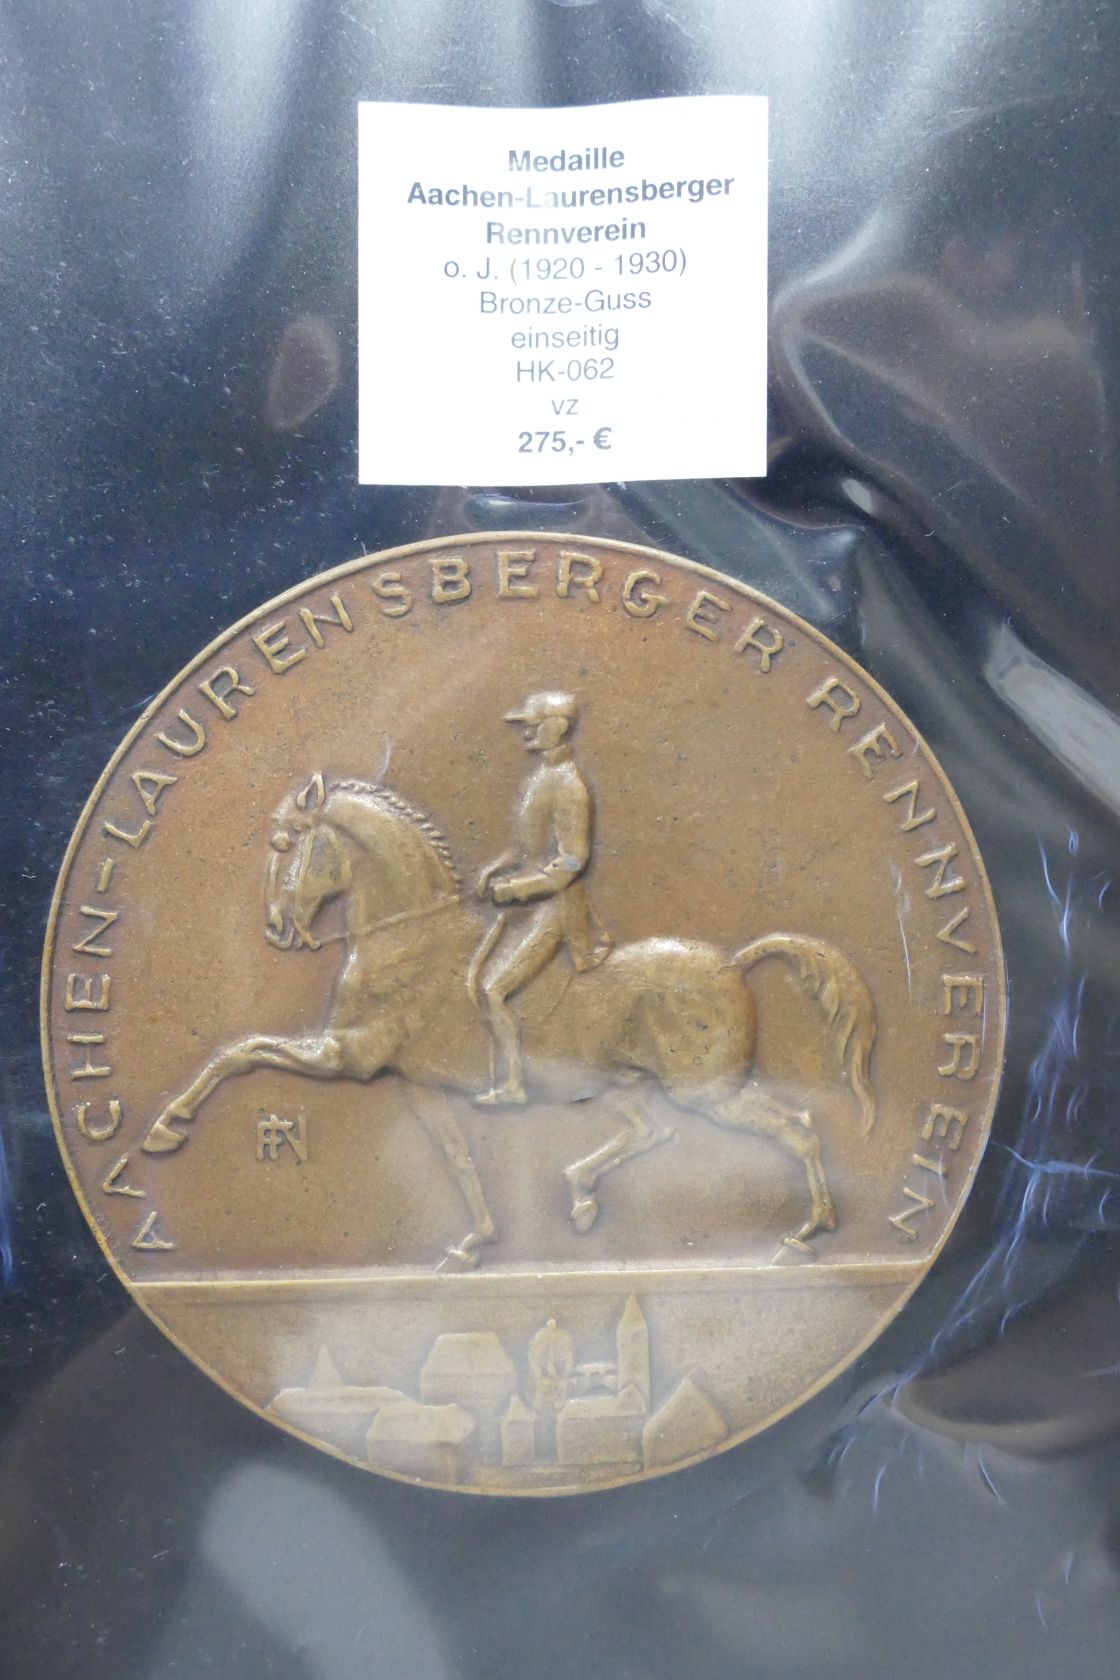 Medaille
Aachen-Laurensberger
Rennverein
o. J. (1920 - 1930)
Bronze-Guss
einseitig
HK-062
vz
275,- €
AACHEN-LAURENSBERGER RENNVEREIN